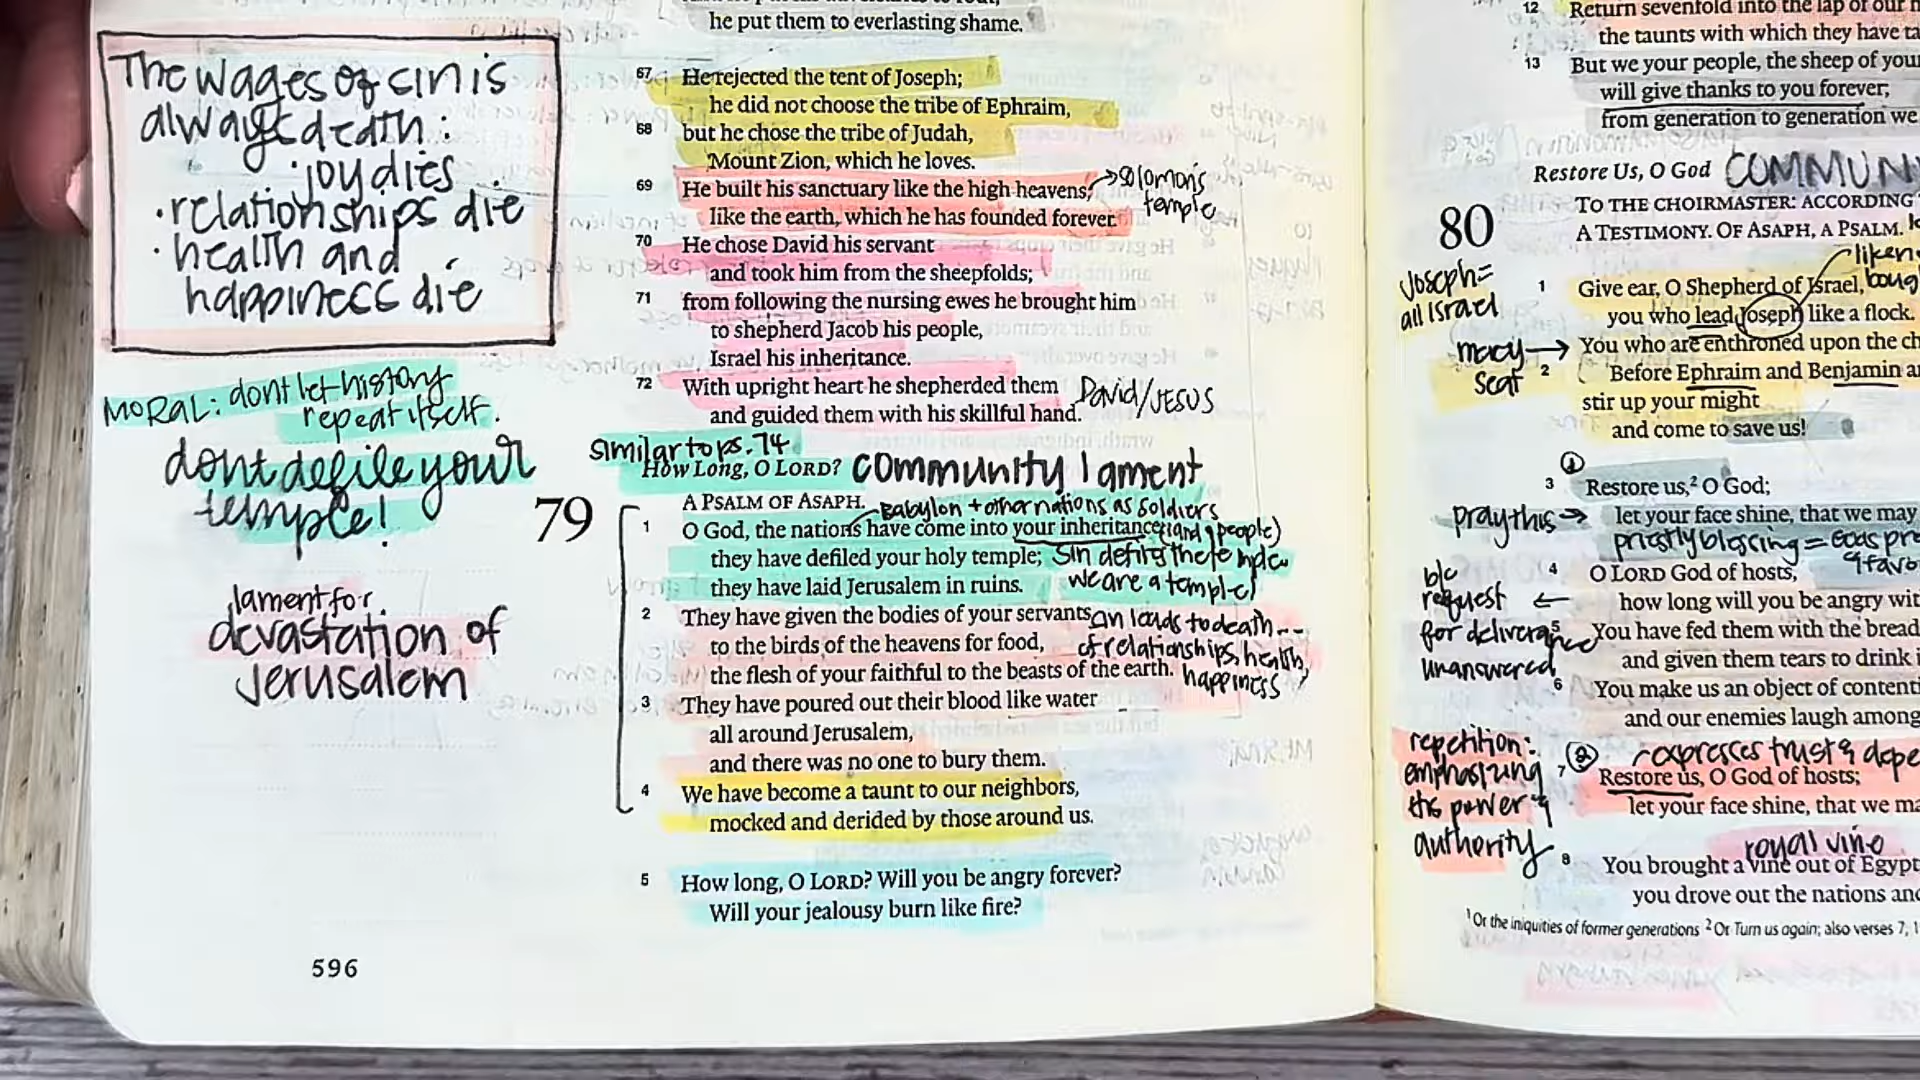 The wages of sin is
always death:
joy dies
• relationships die
• health and
happiness die
MORAL: dont let history
repeat itself.
dont defile your
temple!
lament for
devastation of
Jerusalem
596
he put them to everlasting shame.
67 He rejected the tent of Joseph;
he did not choose the tribe of Ephraim,
68 but he chose the tribe of Judah,
Mount Zion, which he loves.
69 He built his sanctuary like the high heavens, → Solomon's
temple
like the earth, which he has founded forever.
70 He chose David his servant
and took him from the sheepfolds;
71 from following the nursing ewes he brought him
to shepherd Jacob his people,
Israel his inheritance.
72 With upright heart he shepherded them David/JESUS
and guided them with his skillful hand.
similar to ps. 74
How Long, O LORD? community lament
79 A PSALM OF ASAPH. Babylon + other nations as soldiers
1 O God, the nations have come into your inheritance; (land & people)
they have defiled your holy temple; sin defiles the temple
they have laid Jerusalem in ruins. we are a temple
2 They have given the bodies of your servants sin leads to death...
to the birds of the heavens for food, of relationships, health,
the flesh of your faithful to the beasts of the earth. happiness
3 They have poured out their blood like water
all around Jerusalem,
and there was no one to bury them.
4 We have become a taunt to our neighbors,
mocked and derided by those around us.
5 How long, O LORD? Will you be angry forever?
Will your jealousy burn like fire?
12 Return sevenfold into the lap of our
the taunts with which they have
13 But we your people, the sheep of your
will give thanks to you forever;
from generation to generation we
Restore Us, O God
80 TO THE CHOIRMASTER: ACCORDING
A TESTIMONY. OF ASAPH, A PSALM.
Joseph =
all Israel
1 Give ear, O Shepherd of Israel,
you who lead Joseph like a flock.
mercy →
seat
You who are enthroned upon the
2 Before Ephraim and Benjamin
stir up your might
and come to save us!
①
3 Restore us,2 O God;
pray this → let your face shine, that we may
priestly blessing =
4 O LORD God of hosts,
b/c
request ←
for deliverance
unanswered
how long will you be angry
5 You have fed them with the bread
and given them tears to drink
6 You make us an object of
and our enemies laugh among
repetition:
emphasizing
His power &
authority
② expresses trust &
7 Restore us, O God of hosts;
let your face shine, that we
royal vine
8 You brought a vine out of Egypt
you drove out the nations
1 Or the iniquities of former generations 2 Or Turn us again; also verses 7,